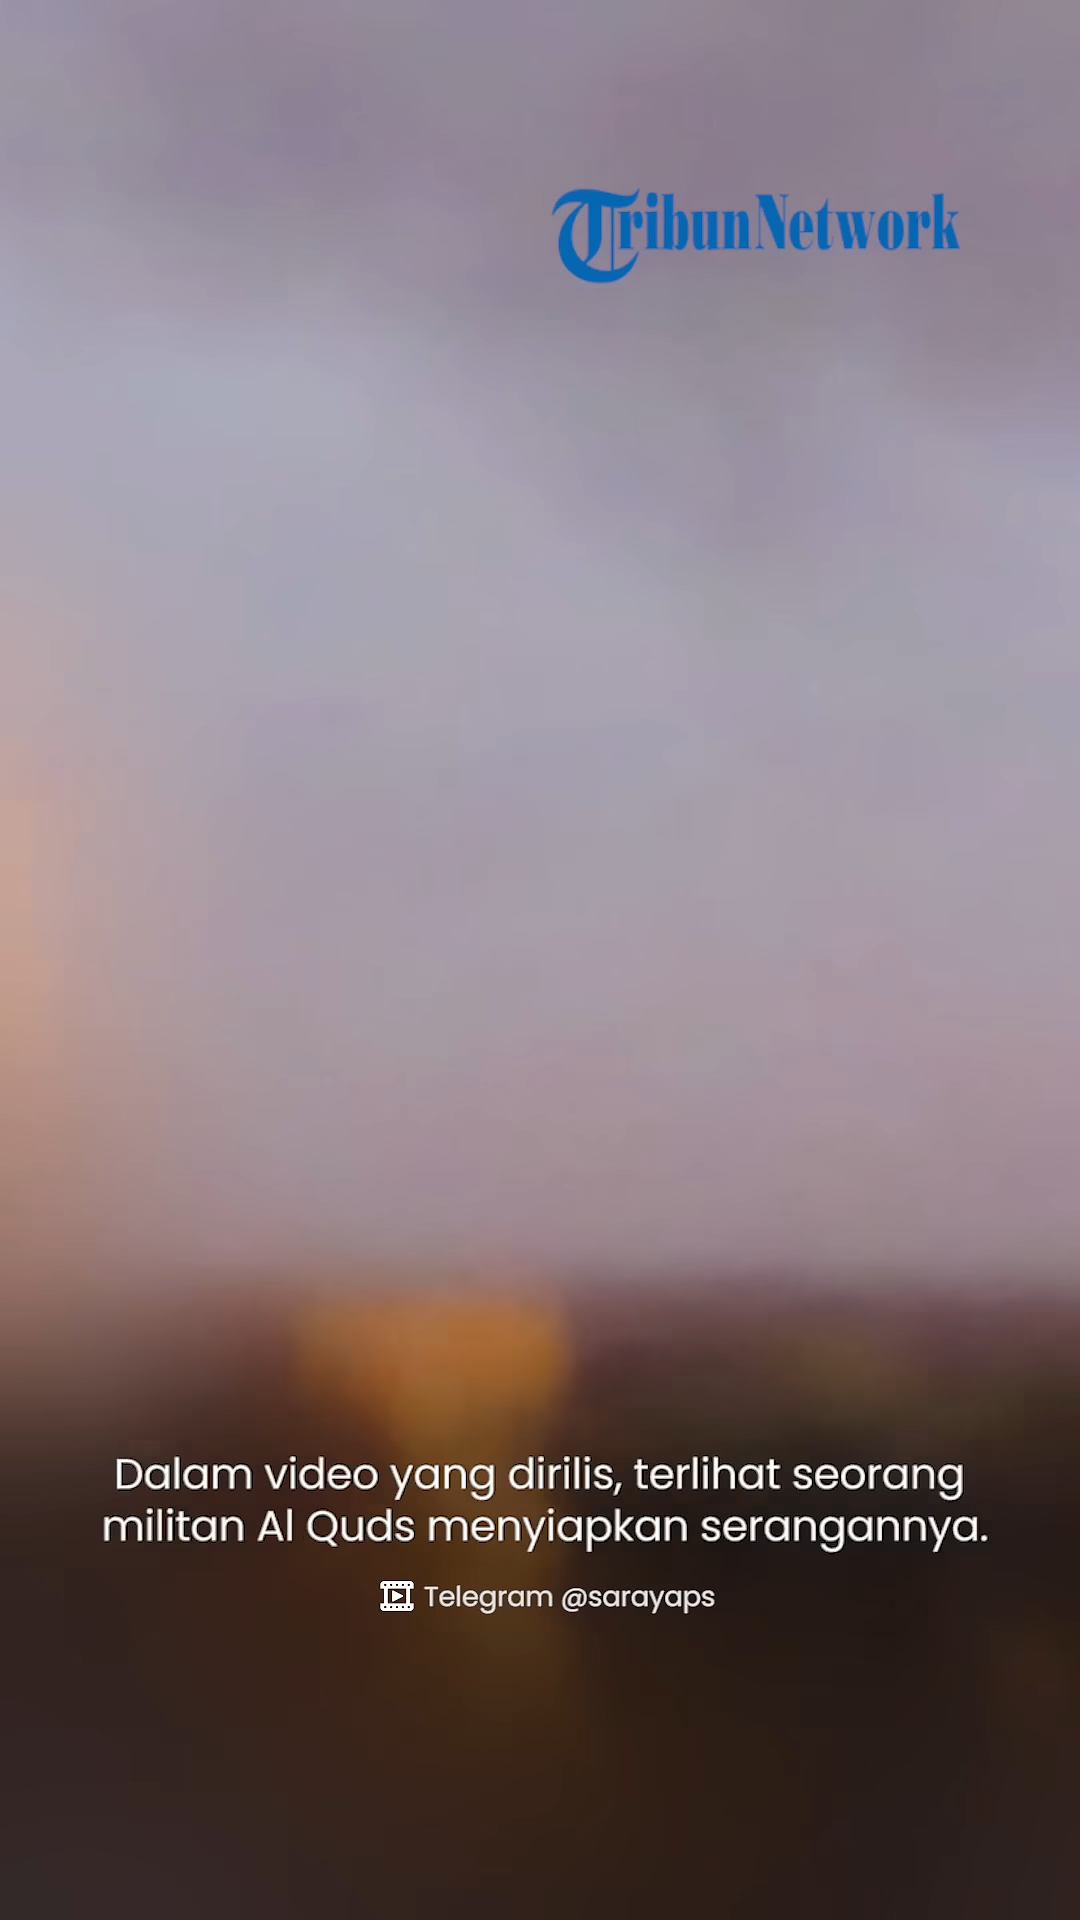 TribunNetwork
Dalam video yang dirilis, terlihat seorang
militan Al Quds menyiapkan serangannya.
Telegram @sarayaps